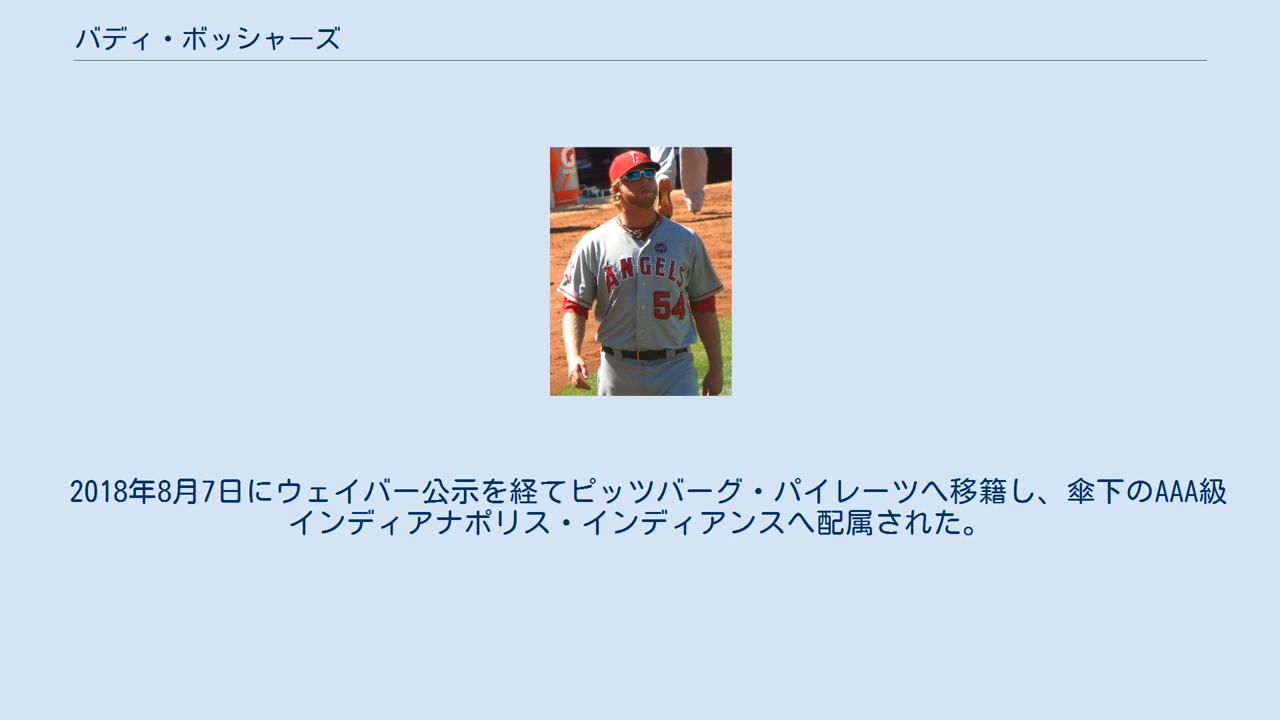 バディ・ボッシャーズ
ANGELS
54
2018年8月7日にウェイバー公示を経てピッツバーグ・パイレーツへ移籍し、傘下のAAA級
インディアナポリス・インディアンスへ配属された。